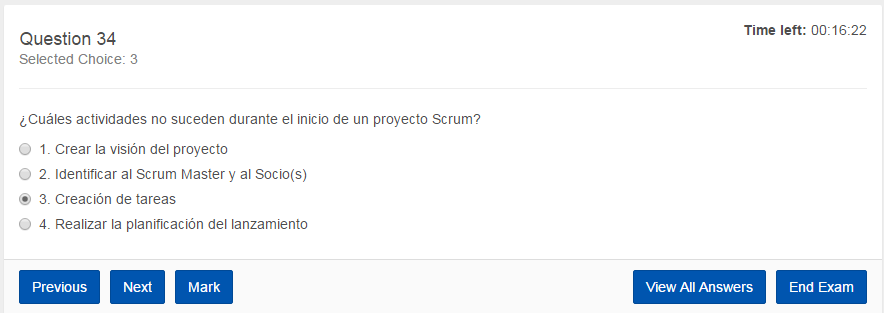 Question 34
Time left: 00:16:22
Selected Choice: 3
¿Cuáles actividades no suceden durante el inicio de un proyecto Scrum?
1. Crear la visión del proyecto
2. Identificar al Scrum Master y al Socio(s)
3. Creación de tareas
4. Realizar la planificación del lanzamiento
Previous Next Mark View All Answers End Exam